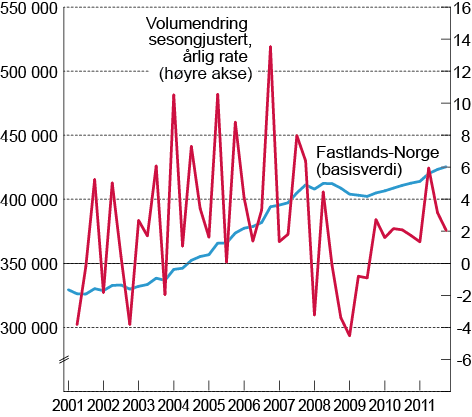 550 000
500 000
450 000
400 000
350 000
300 000
Volumendring
sesongjustert,
årlig rate
(høyre akse)
Fastlands-Norge
(basisverdi)
16
14
12
10
8
6
4
2
0
-2
-4
-6
2001 2002 2003 2004 2005 2006 2007 2008 2009 2010 2011